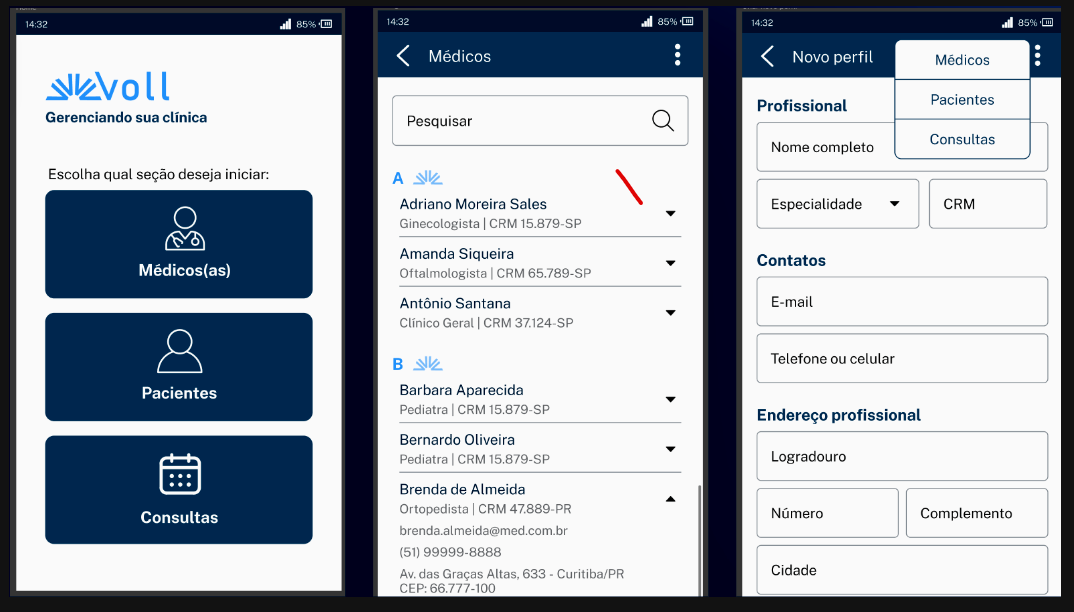 14:32
85%
Voll
Gerenciando sua clínica
Escolha qual seção deseja iniciar:
Médicos(as)
Pacientes
Consultas
14:32
85%
Médicos
Pesquisar
A
Adriano Moreira Sales
Ginecologista | CRM 15.879-SP
Amanda Siqueira
Oftalmologista | CRM 65.789-SP
Antônio Santana
Clínico Geral | CRM 37.124-SP
B
Barbara Aparecida
Pediatra | CRM 15.879-SP
Bernardo Oliveira
Pediatra | CRM 15.879-SP
Brenda de Almeida
Ortopedista | CRM 47.889-PR
brenda.almeida@med.com.br
(51) 99999-8888
Av. das Graças Altas, 633 - Curitiba/PR
CEP: 66.777-100
14:32
85%
Novo perfil
Médicos
Pacientes
Consultas
Profissional
Nome completo
Especialidade
CRM
Contatos
E-mail
Telefone ou celular
Endereço profissional
Logradouro
Número
Complemento
Cidade